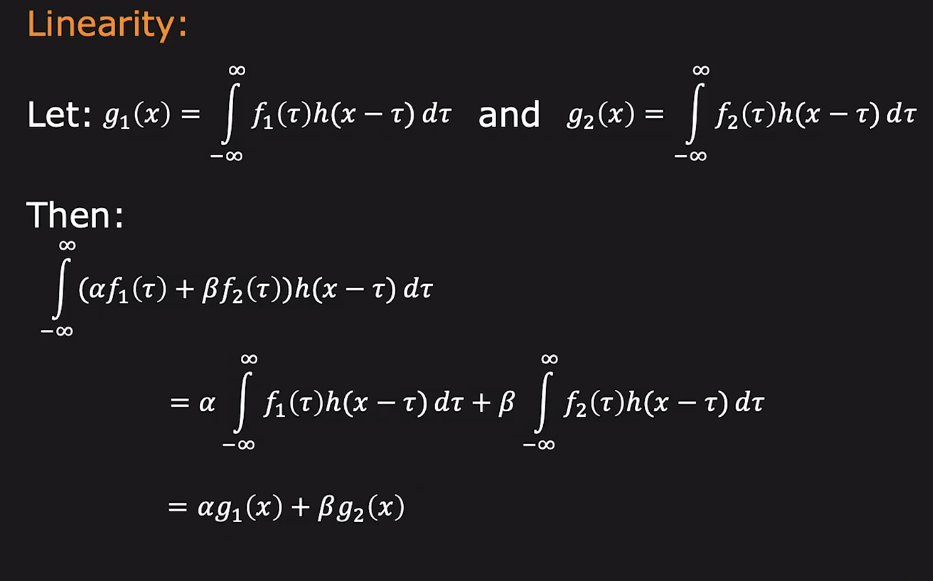 Linearity:
Let: g₁(x) = ∫_{−∞}^{∞} f₁(τ)h(x − τ) dτ and g₂(x) = ∫_{−∞}^{∞} f₂(τ)h(x − τ) dτ
Then:
∫_{−∞}^{∞} (αf₁(τ) + βf₂(τ))h(x − τ) dτ
= α ∫_{−∞}^{∞} f₁(τ)h(x − τ) dτ + β ∫_{−∞}^{∞} f₂(τ)h(x − τ) dτ
= αg₁(x) + βg₂(x)